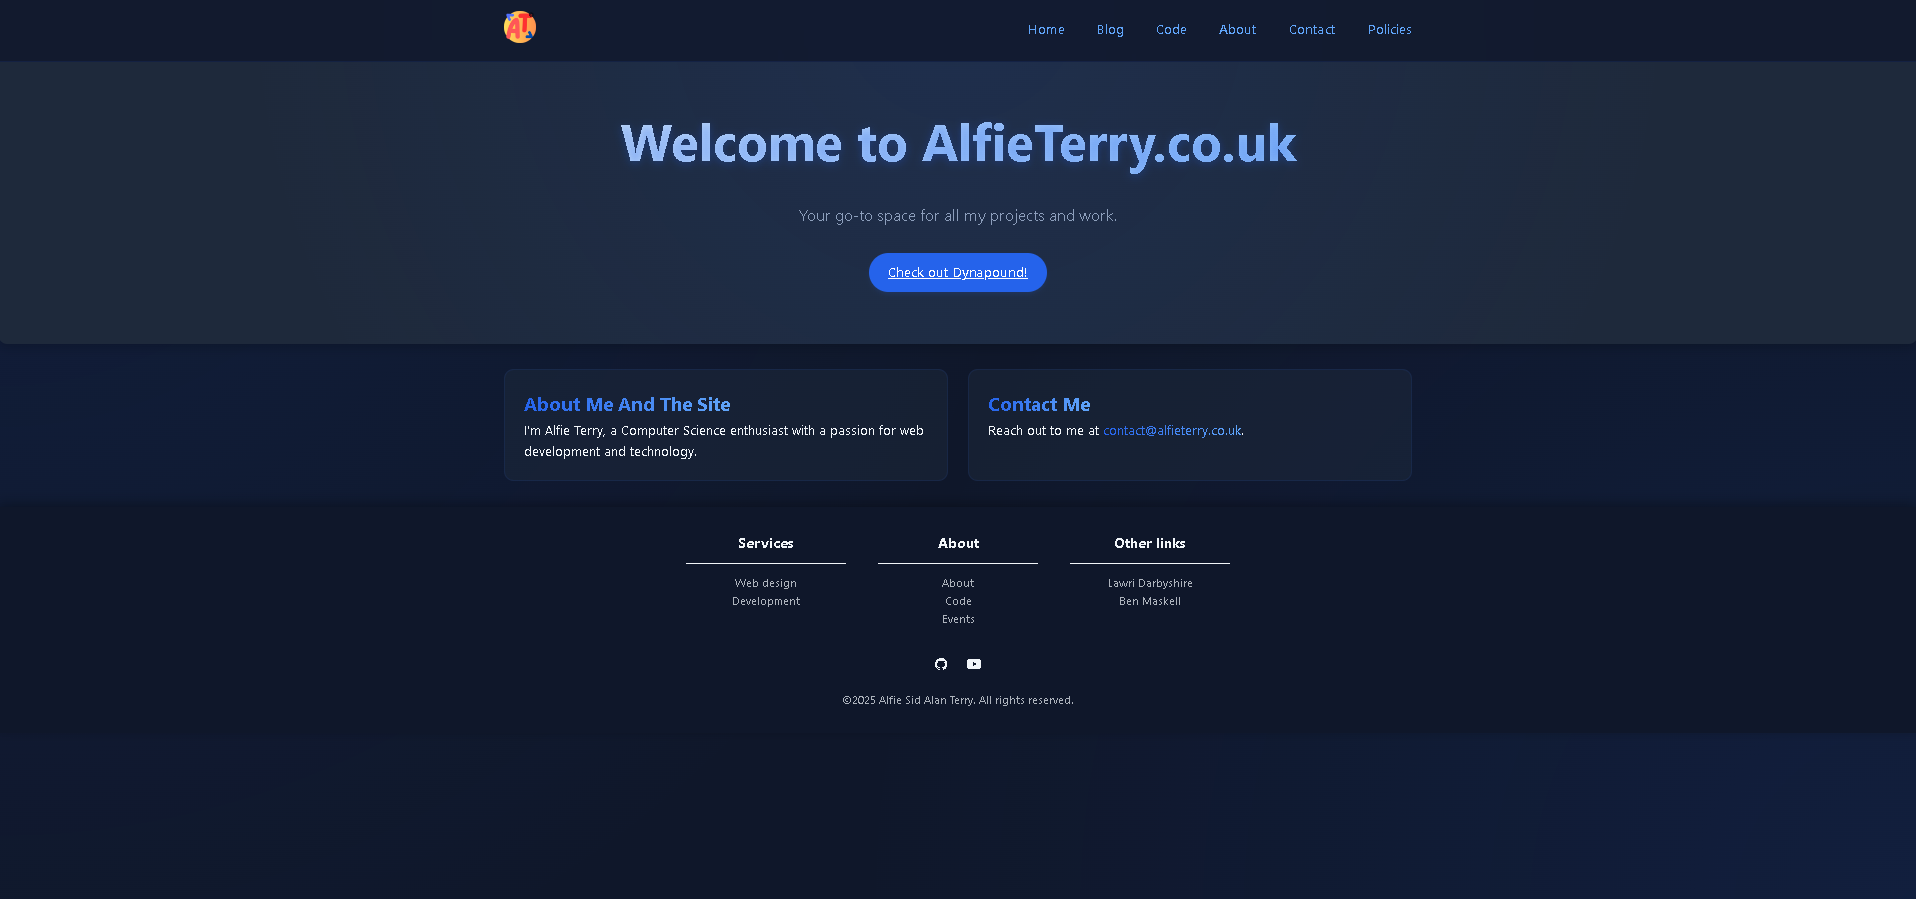 AT
Home Blog Code About Contact Policies
Welcome to AlfieTerry.co.uk
Your go-to space for all my projects and work.
Check out Dynapound!
About Me And The Site
I'm Alfie Terry, a Computer Science enthusiast with a passion for web
development and technology.
Contact Me
Reach out to me at contact@alfieterry.co.uk.
Services
Web design
Development
About
About
Code
Events
Other links
Lawri Darbyshire
Ben Maskell
©2025 Alfie Sid Alan Terry. All rights reserved.